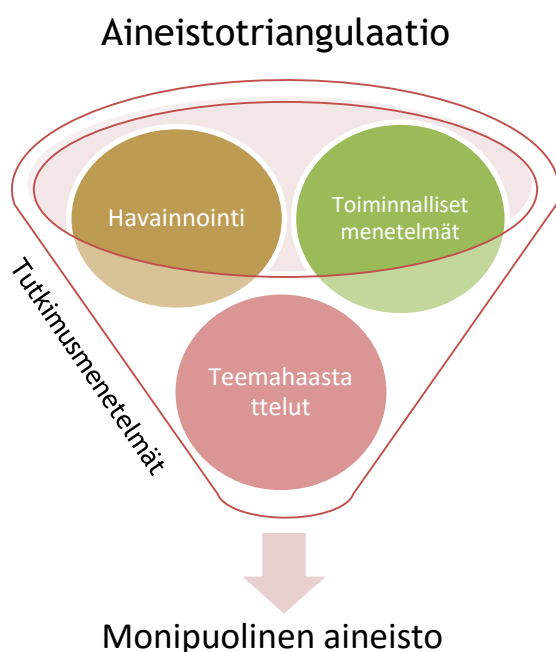 Aineistotriangulaatio
Havainnointi
Toiminnalliset
menetelmät
Tutkimusmenetelmät
Teemahaasta
ttelut
Monipuolinen aineisto